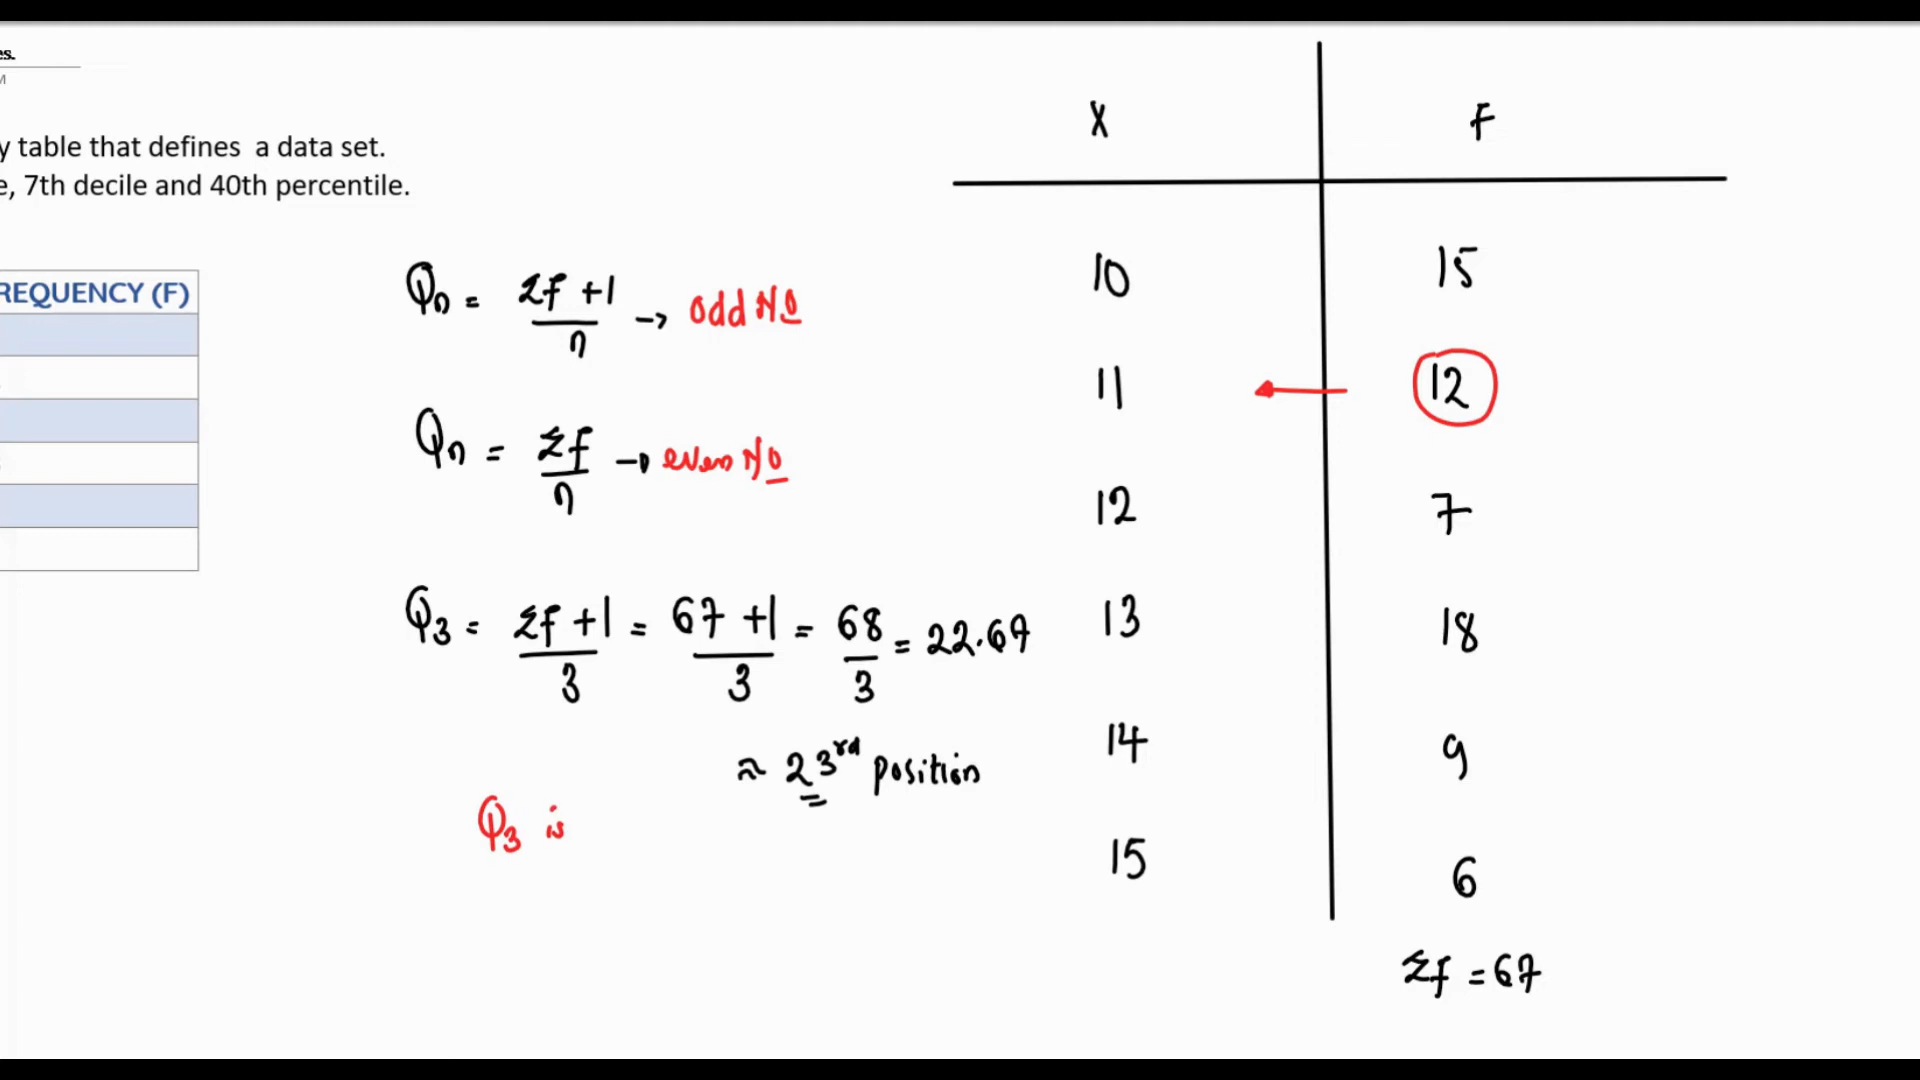 es.
M
y table that defines a data set.
e, 7th decile and 40th percentile.
REQUENCY (F)
Qn = Σf +1 / n → odd No
Qn = Σf / n → even No
Q3 = Σf +1 / 3 = 67 +1 / 3 = 68 / 3 = 22.67
≈ 23rd position
Q3 is
X F
10 15
11 12
12 7
13 18
14 9
15 6
Σf = 67